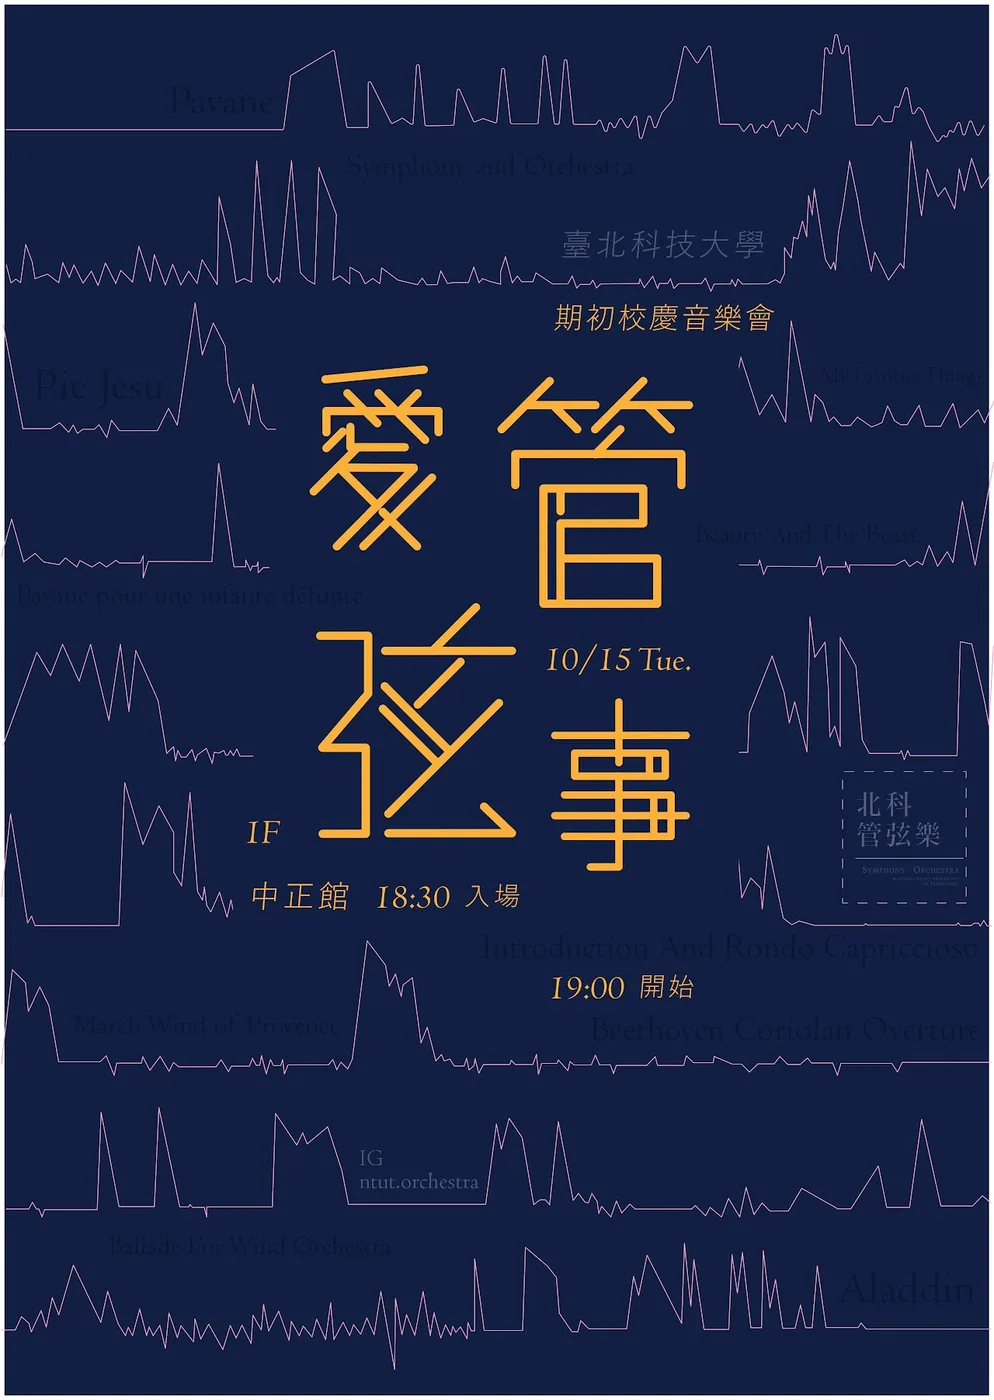 Pavane
Symphony and Orchestra
臺北科技大學
期初校慶音樂會
Pie Jesu
My Favorite Things
愛管
弦事
Beauty And The Beast
Pavane pour une infante défunte
10/15 Tue.
1F
中正館 18:30 入場
19:00 開始
北科
管弦樂
Symphony Orchestra
Introduction And Rondo Capriccioso
March Wind of Provence
Beethoven Coriolan Overture
IG
ntut.orchestra
Ballade For Wind Orchestra
Aladdin